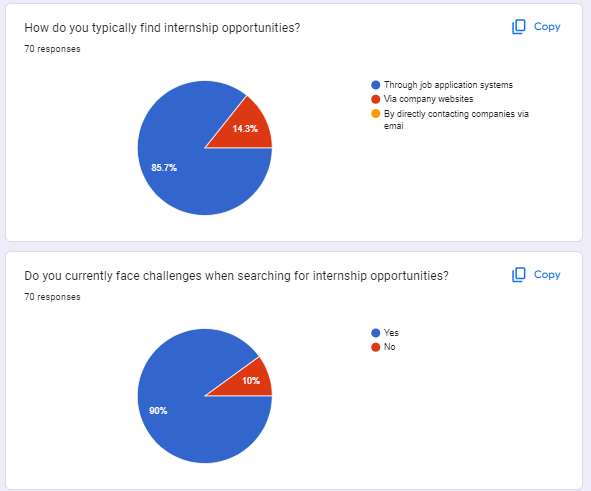 How do you typically find internship opportunities?
Copy
70 responses
Through job application systems
Via company websites
By directly contacting companies via
emai
14.3%
85.7%
Do you currently face challenges when searching for internship opportunities?
Copy
70 responses
Yes
No
10%
90%